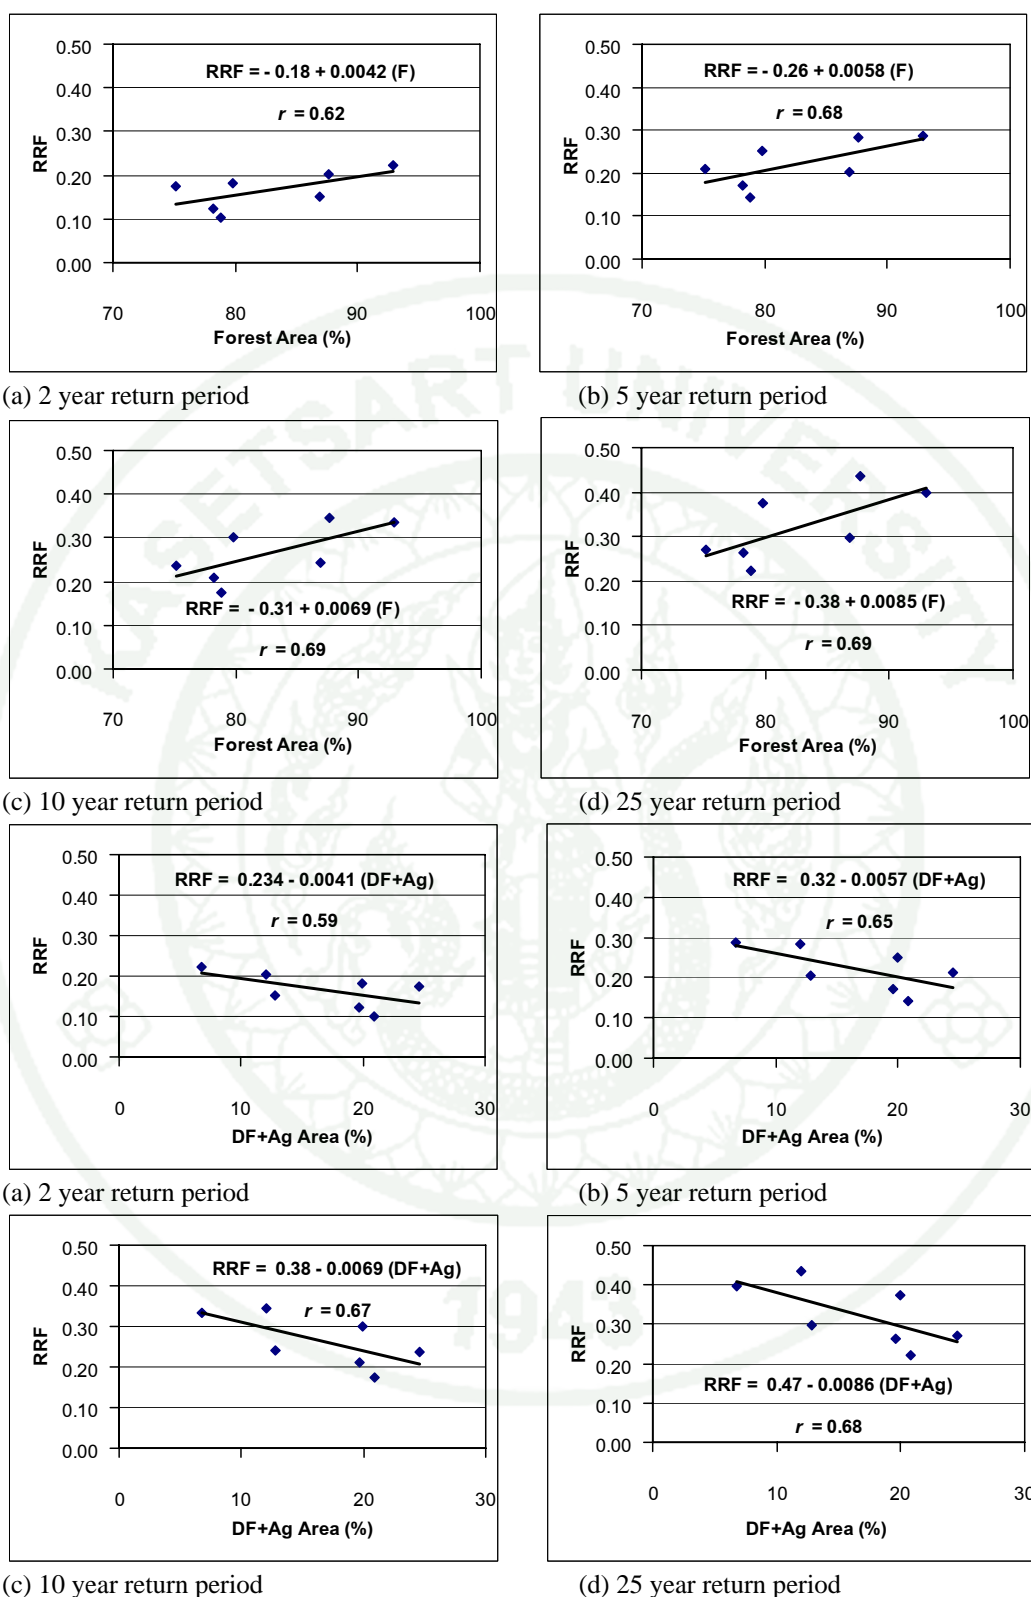 0.50
0.40
0.30
0.20
0.10
0.00
RRF
RRF = - 0.18 + 0.0042 (F)
r = 0.62
70 80 90 100
Forest Area (%)
(a) 2 year return period
0.50
0.40
0.30
0.20
0.10
0.00
RRF
RRF = - 0.26 + 0.0058 (F)
r = 0.68
70 80 90 100
Forest Area (%)
(b) 5 year return period
0.50
0.40
0.30
0.20
0.10
0.00
RRF
RRF = - 0.31 + 0.0069 (F)
r = 0.69
70 80 90 100
Forest Area (%)
(c) 10 year return period
0.50
0.40
0.30
0.20
0.10
0.00
RRF
RRF = - 0.38 + 0.0085 (F)
r = 0.69
70 80 90 100
Forest Area (%)
(d) 25 year return period
0.50
0.40
0.30
0.20
0.10
0.00
RRF
RRF = 0.234 - 0.0041 (DF+Ag)
r = 0.59
0 10 20 30
DF+Ag Area (%)
(a) 2 year return period
0.50
0.40
0.30
0.20
0.10
0.00
RRF
RRF = 0.32 - 0.0057 (DF+Ag)
r = 0.65
0 10 20 30
DF+Ag Area (%)
(b) 5 year return period
0.50
0.40
0.30
0.20
0.10
0.00
RRF
RRF = 0.38 - 0.0069 (DF+Ag)
r = 0.67
0 10 20 30
DF+Ag Area (%)
(c) 10 year return period
0.50
0.40
0.30
0.20
0.10
0.00
RRF
RRF = 0.47 - 0.0086 (DF+Ag)
r = 0.68
0 10 20 30
DF+Ag Area (%)
(d) 25 year return period
KASETSART UNIVERSITY
1943